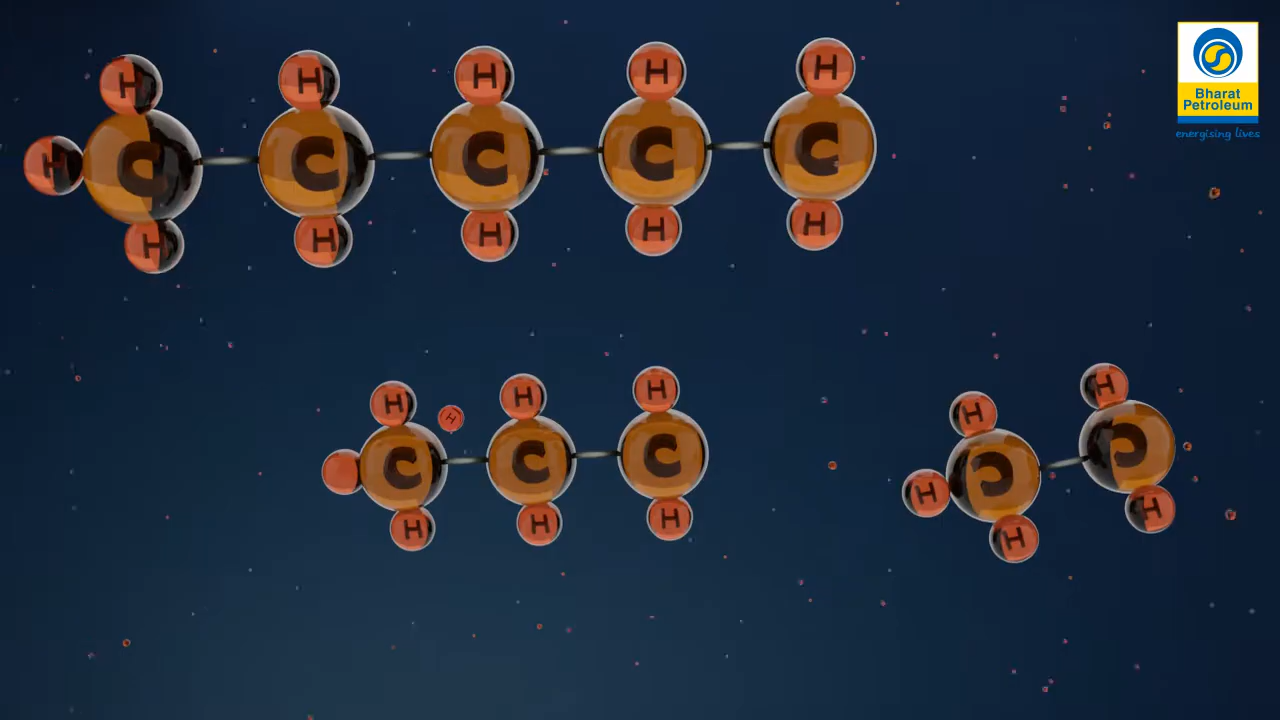 H H H H H
H C C C C C
H H H H H
Bharat
Petroleum
energising lives
H H H H
C C C
H H H
H H
H C C
H H